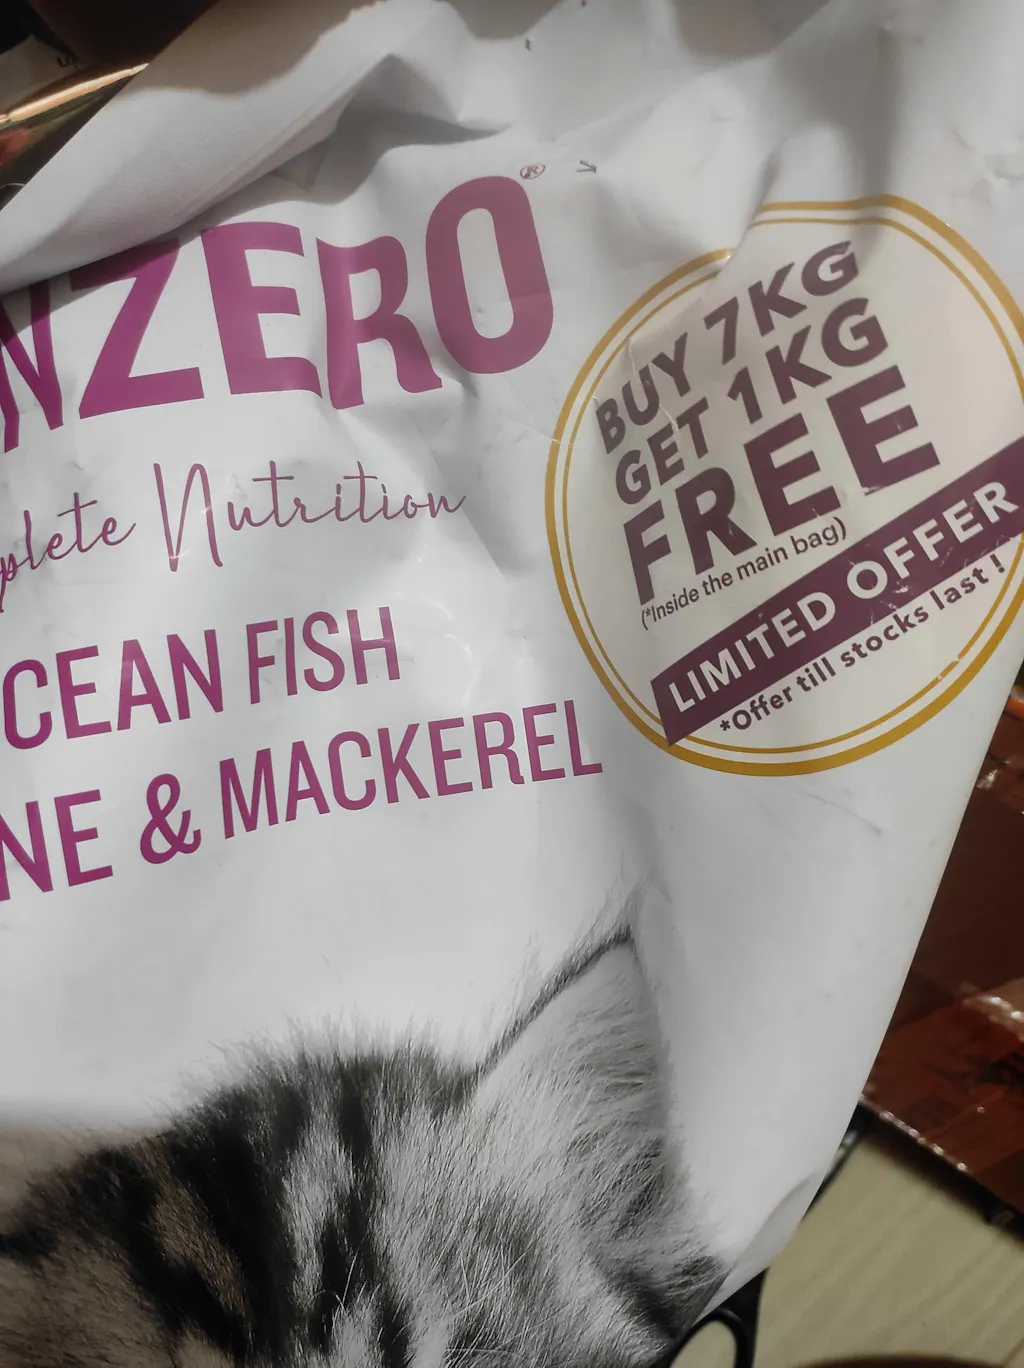 NZERO®
plete Nutrition
CEAN FISH
NE & MACKEREL
BUY 7KG
GET 1KG
FREE
(*Inside the main bag)
LIMITED OFFER
*Offer till stocks last !